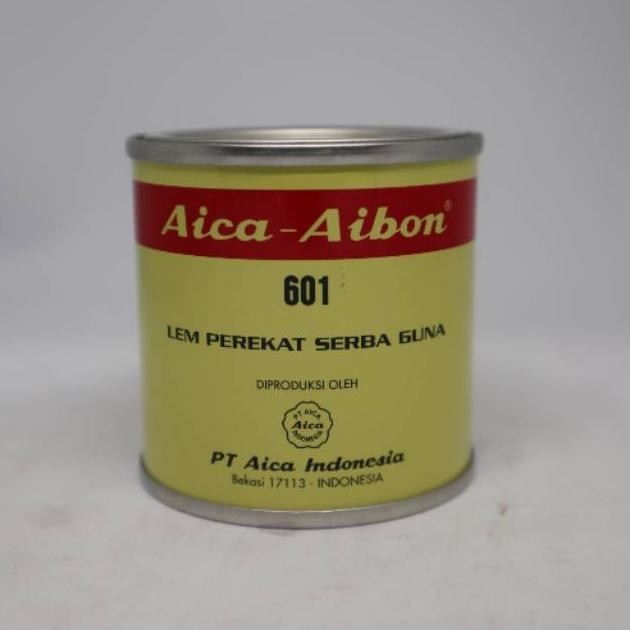 Aica-Aibon®
601
LEM PEREKAT SERBA GUNA
DIPRODUKSI OLEH
PT AICA
Aica
INDONESIA
PT Aica Indonesia
Bekasi 17113 - INDONESIA